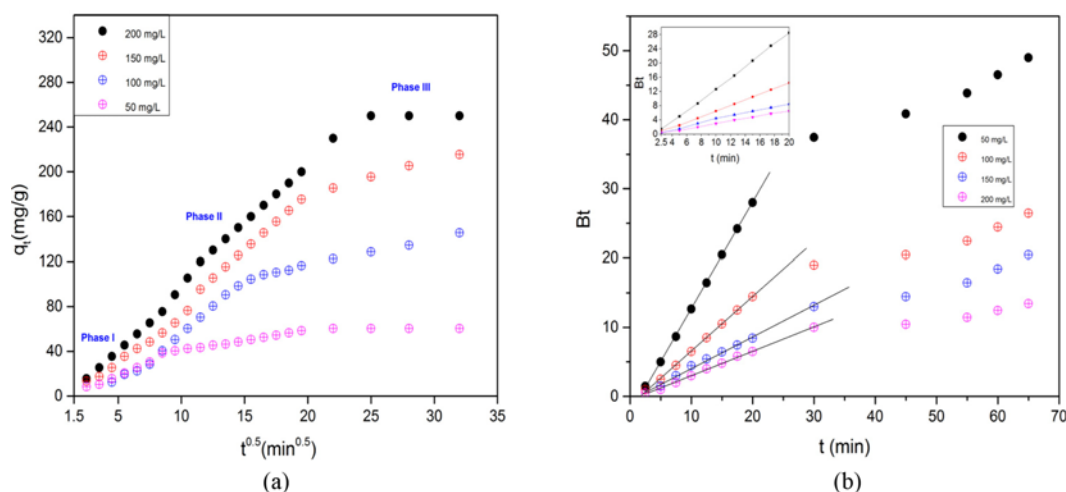 320
280
240
200
160
120
80
40
0
q_t(mg/g)
200 mg/L
150 mg/L
100 mg/L
50 mg/L
Phase I
Phase II
Phase III
1.5 5 10 15 20 25 30
t^0.5(min^0.5)
(a)
50
40
30
20
10
0
Bt
28
24
20
16
12
8
4
0
Bt
2.5 4 6 8 10 12 14 16 18 20
t (min)
50 mg/L
100 mg/L
150 mg/L
200 mg/L
0 10 20 30 40 50 60 70
t (min)
(b)